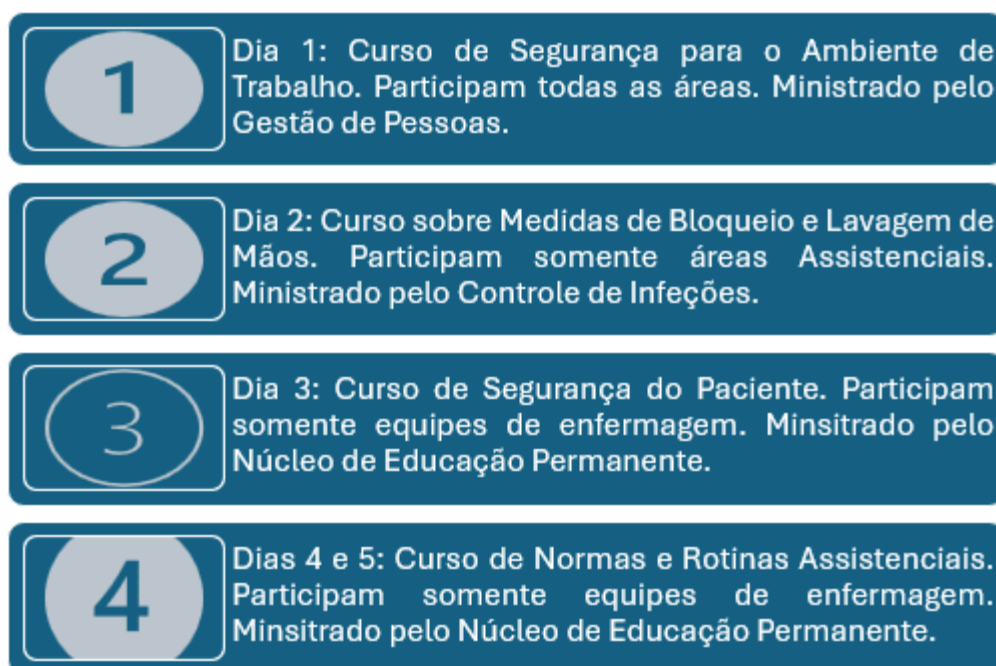 1
Dia 1: Curso de Segurança para o Ambiente de
Trabalho. Participam todas as áreas. Ministrado pelo
Gestão de Pessoas.
2
Dia 2: Curso sobre Medidas de Bloqueio e Lavagem de
Mãos. Participam somente áreas Assistenciais.
Ministrado pelo Controle de Infeções.
3
Dia 3: Curso de Segurança do Paciente. Participam
somente equipes de enfermagem. Minsitrado pelo
Núcleo de Educação Permanente.
4
Dias 4 e 5: Curso de Normas e Rotinas Assistenciais.
Participam somente equipes de enfermagem.
Minsitrado pelo Núcleo de Educação Permanente.